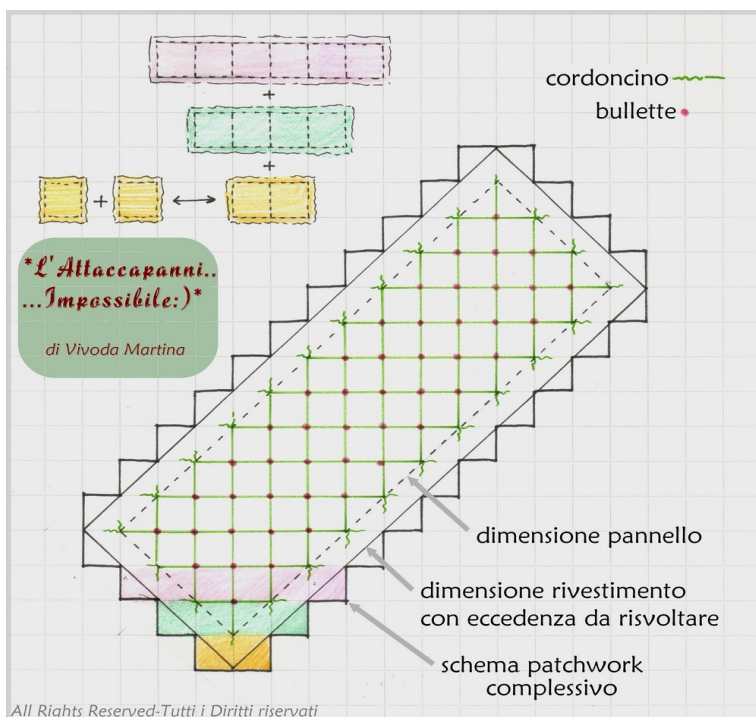 cordoncino
bullette
*L'Attaccapanni..
...Impossibile:)*
di Vivoda Martina
dimensione pannello
dimensione rivestimento
con eccedenza da risvoltare
schema patchwork
complessivo
All Rights Reserved-Tutti i Diritti riservati